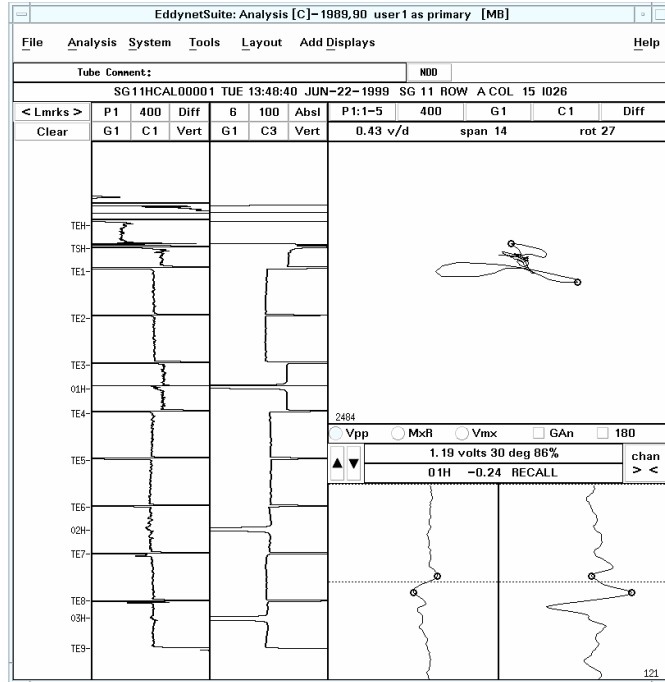 EddynetSuite: Analysis [C]-1989,90 user1 as primary [MB]
File Analysis System Tools Layout Add Displays Help
Tube Comment: NDD
SG11HCAL00001 TUE 13:48:40 JUN-22-1999 SG 11 ROW A COL 15 I026
< Lmrks > P1 400 Diff 6 100 Absl P1:1-5 400 G1 C1 Diff
Clear G1 C1 Vert G1 C3 Vert 0.43 v/d span 14 rot 27
TEH
TSH
TE1
TE2
TE3
01H
TE4
2484
Vpp MxR Vmx GAn 180
1.19 volts 30 deg 86% chan
01H -0.24 RECALL > <
TE5
TE6
02H
TE7
TE8
03H
TE9
121